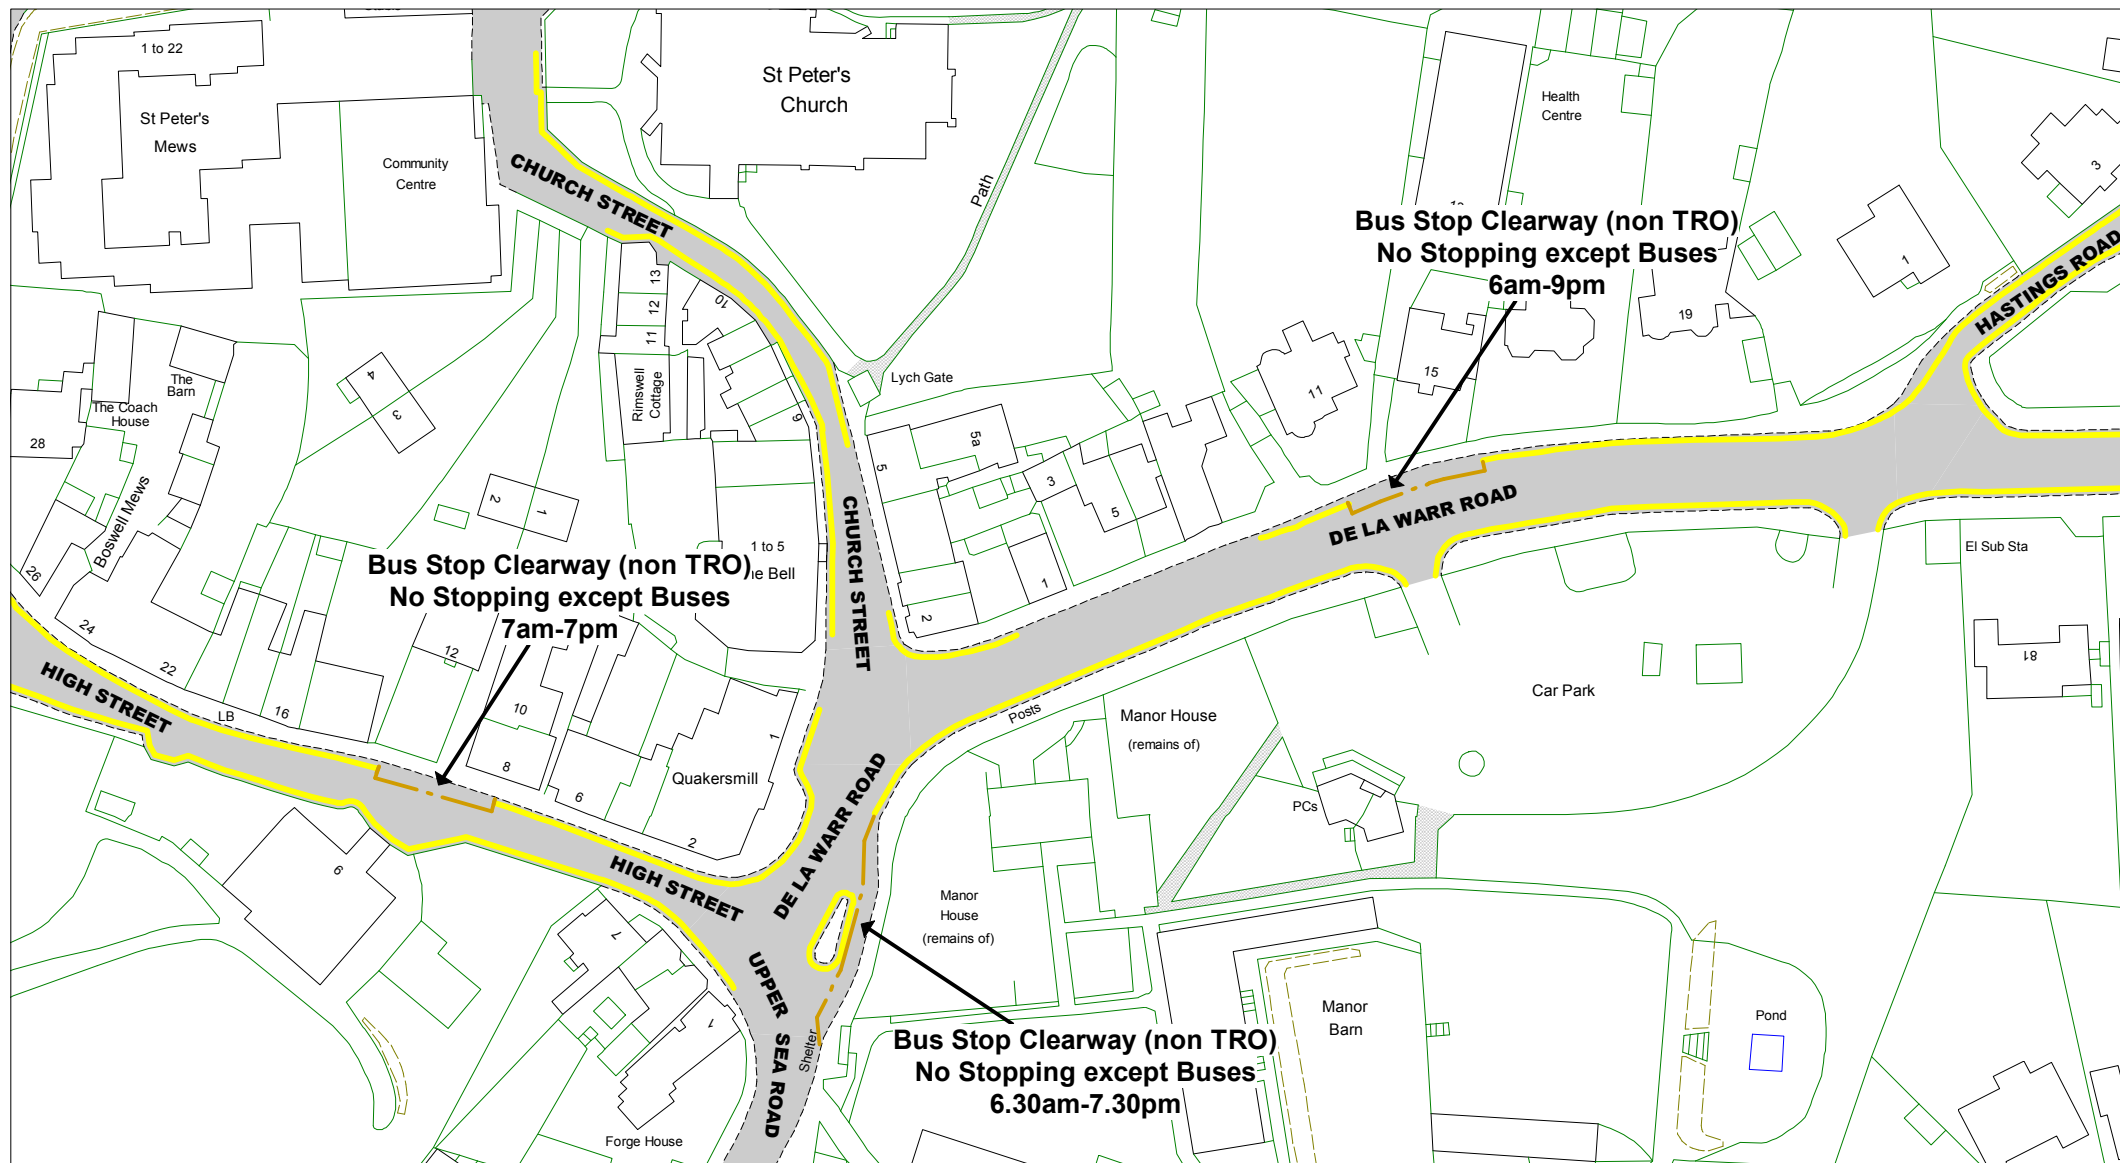 1 to 22
St Peter's
Mews
Community
Centre
St Peter's
Church
Health
Centre
Path
3
1
CHURCH STREET
Bus Stop Clearway (non TRO)
No Stopping except Buses
6am-9pm
HASTINGS ROAD
13
12
11
10
9
Rimswell
Cottage
The
Barn
The Coach
House
28
4
3
Lych Gate
5a
5
3
5
1
2
11
15
19
Boswell Mews
26
24
22
16
LB
2
1
12
10
8
6
2
1
1 to 5
Bus Stop Clearway (non TRO)
No Stopping except Buses
7am-7pm
Bell
CHURCH STREET
DE LA WARR ROAD
El Sub Sta
81
HIGH STREET
Quakersmill
Posts
Manor House
(remains of)
Car Park
PCs
DE LA WARR ROAD
HIGH STREET
9
7
1
Manor
House
(remains of)
UPPER SEA ROAD
Shelter
Bus Stop Clearway (non TRO)
No Stopping except Buses
6.30am-7.30pm
Manor
Barn
Pond
Forge House